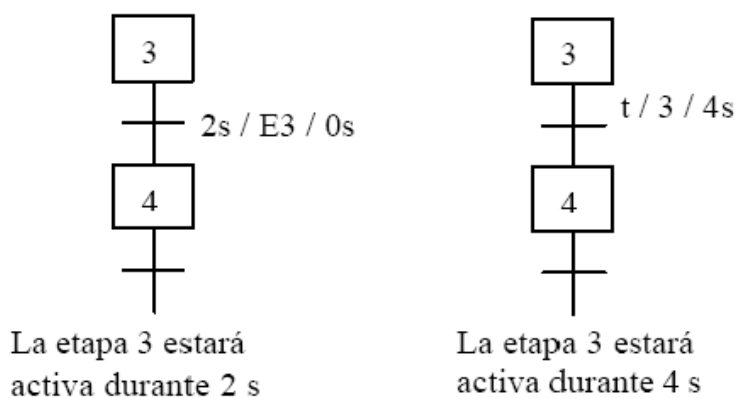 3
2s / E3 / 0s
4
La etapa 3 estará
activa durante 2 s
3
t / 3 / 4s
4
La etapa 3 estará
activa durante 4 s